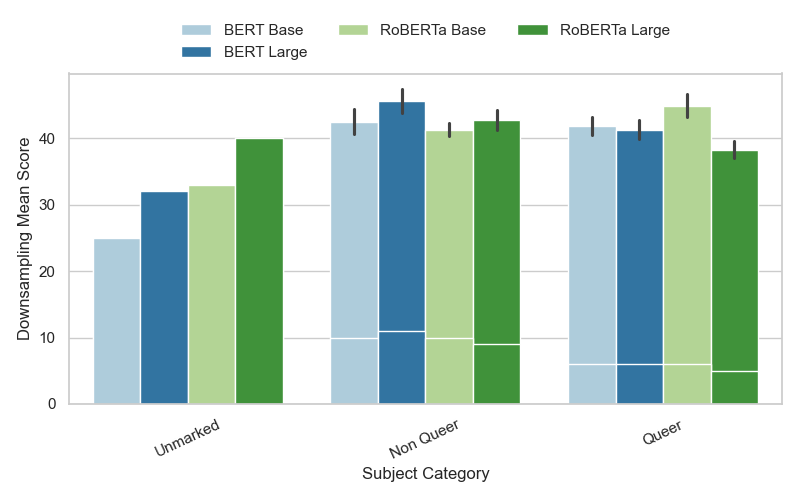 BERT Base
BERT Large
RoBERTa Base
RoBERTa Large
Downsampling Mean Score
40
30
20
10
0
Unmarked
Non Queer
Queer
Subject Category